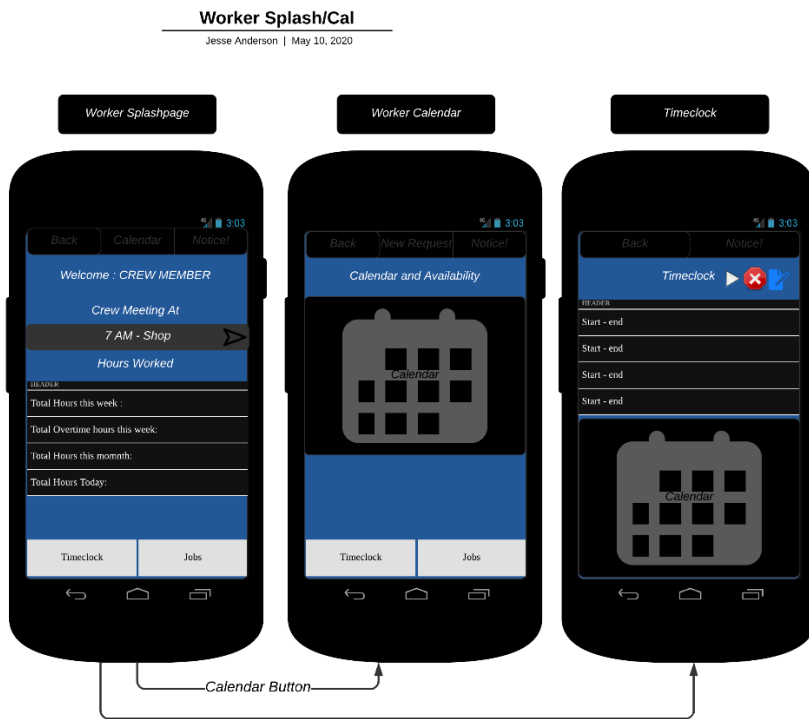 Worker Splash/Cal
Jesse Anderson | May 10, 2020
Worker Splashpage
Worker Calendar
Timeclock
4G 3:03
Back Calendar Notice!
Welcome : CREW MEMBER
Crew Meeting At
7 AM - Shop
Hours Worked
HEADER
Total Hours this week :
Total Overtime hours this week:
Total Hours this momnth:
Total Hours Today:
Timeclock Jobs
4G 3:03
Back New Request Notice!
Calendar and Availability
Calendar
Timeclock Jobs
4G 3:03
Back Notice!
Timeclock
HEADER
Start - end
Start - end
Start - end
Start - end
Calendar
Calendar Button